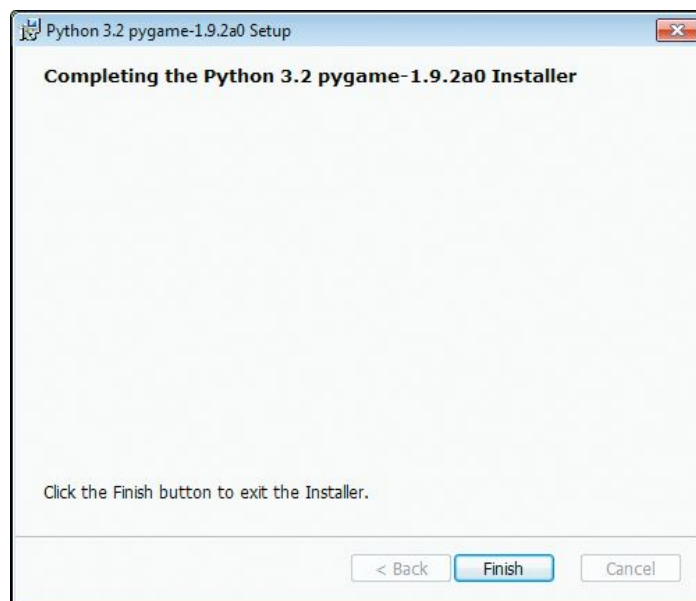 Python 3.2 pygame-1.9.2a0 Setup
Completing the Python 3.2 pygame-1.9.2a0 Installer
Click the Finish button to exit the Installer.
< Back Finish Cancel